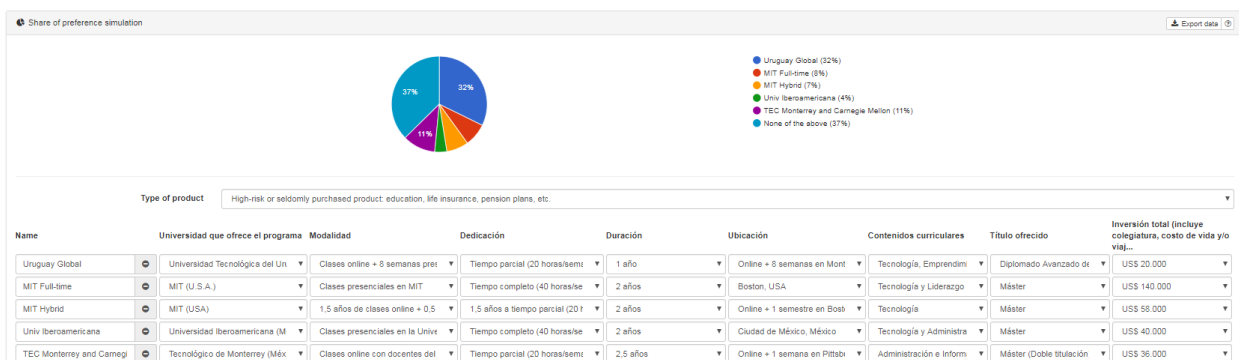 Share of preference simulation
Export data
37%
32%
11%
Uruguay Global (32%)
MIT Full-time (8%)
MIT Hybrid (7%)
Univ Iberoamericana (4%)
TEC Monterrey and Carnegie Mellon (11%)
None of the above (37%)
Type of product
High-risk or seldomly purchased product: education, life insurance, pension plans, etc.
Name Universidad que ofrece el programa Modalidad Dedicación Duración Ubicación Contenidos curriculares Título ofrecido Inversión total (incluye colegiatura, costo de vida y/o viaj...
Uruguay Global Universidad Tecnológica del Un Clases online + 8 semanas pres Tiempo parcial (20 horas/sema 1 año Online + 8 semanas en Mont Tecnología, Emprendimi Diplomado Avanzado de US$ 20.000
MIT Full-time MIT (U.S.A.) Clases presenciales en MIT Tiempo completo (40 horas/se 2 años Boston, USA Tecnología y Liderazgo Máster US$ 140.000
MIT Hybrid MIT (USA) 1,5 años de clases online + 0,5 1,5 años a tiempo parcial (20 h 2 años Online + 1 semestre en Bost Tecnología Máster US$ 58.000
Univ Iberoamericana Universidad Iberoamericana (M Clases presenciales en la Unive Tiempo completo (40 horas/se 2 años Ciudad de México, México Tecnología y Administra Máster US$ 40.000
TEC Monterrey and Carnegi Tecnológico de Monterrey (Méx Clases online con docentes del Tiempo parcial (20 horas/sema 2,5 años Online + 1 semana en Pittsb Administración e Inform Máster (Doble titulación US$ 36.000